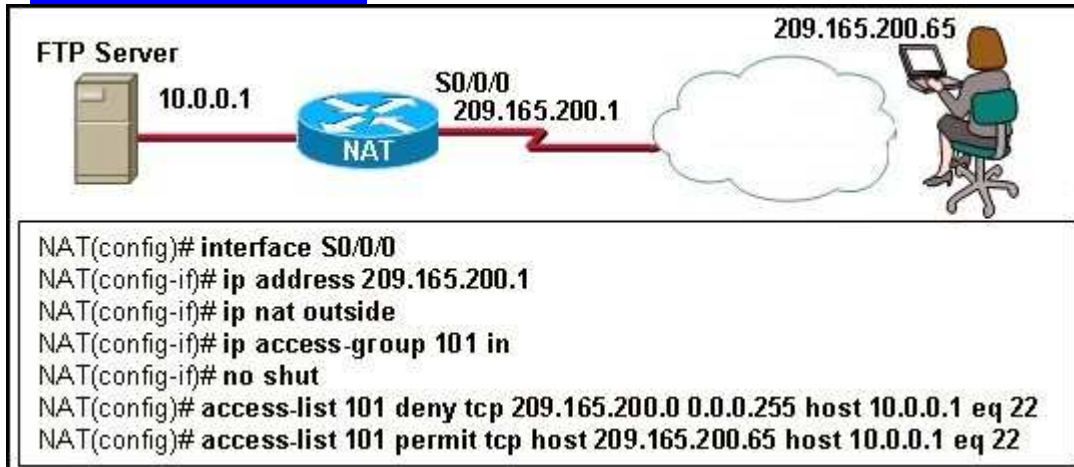 209.165.200.65
FTP Server
10.0.0.1
S0/0/0
209.165.200.1
NAT
NAT(config)# interface S0/0/0
NAT(config-if)# ip address 209.165.200.1
NAT(config-if)# ip nat outside
NAT(config-if)# ip access-group 101 in
NAT(config-if)# no shut
NAT(config)# access-list 101 deny tcp 209.165.200.0 0.0.0.255 host 10.0.0.1 eq 22
NAT(config)# access-list 101 permit tcp host 209.165.200.65 host 10.0.0.1 eq 22